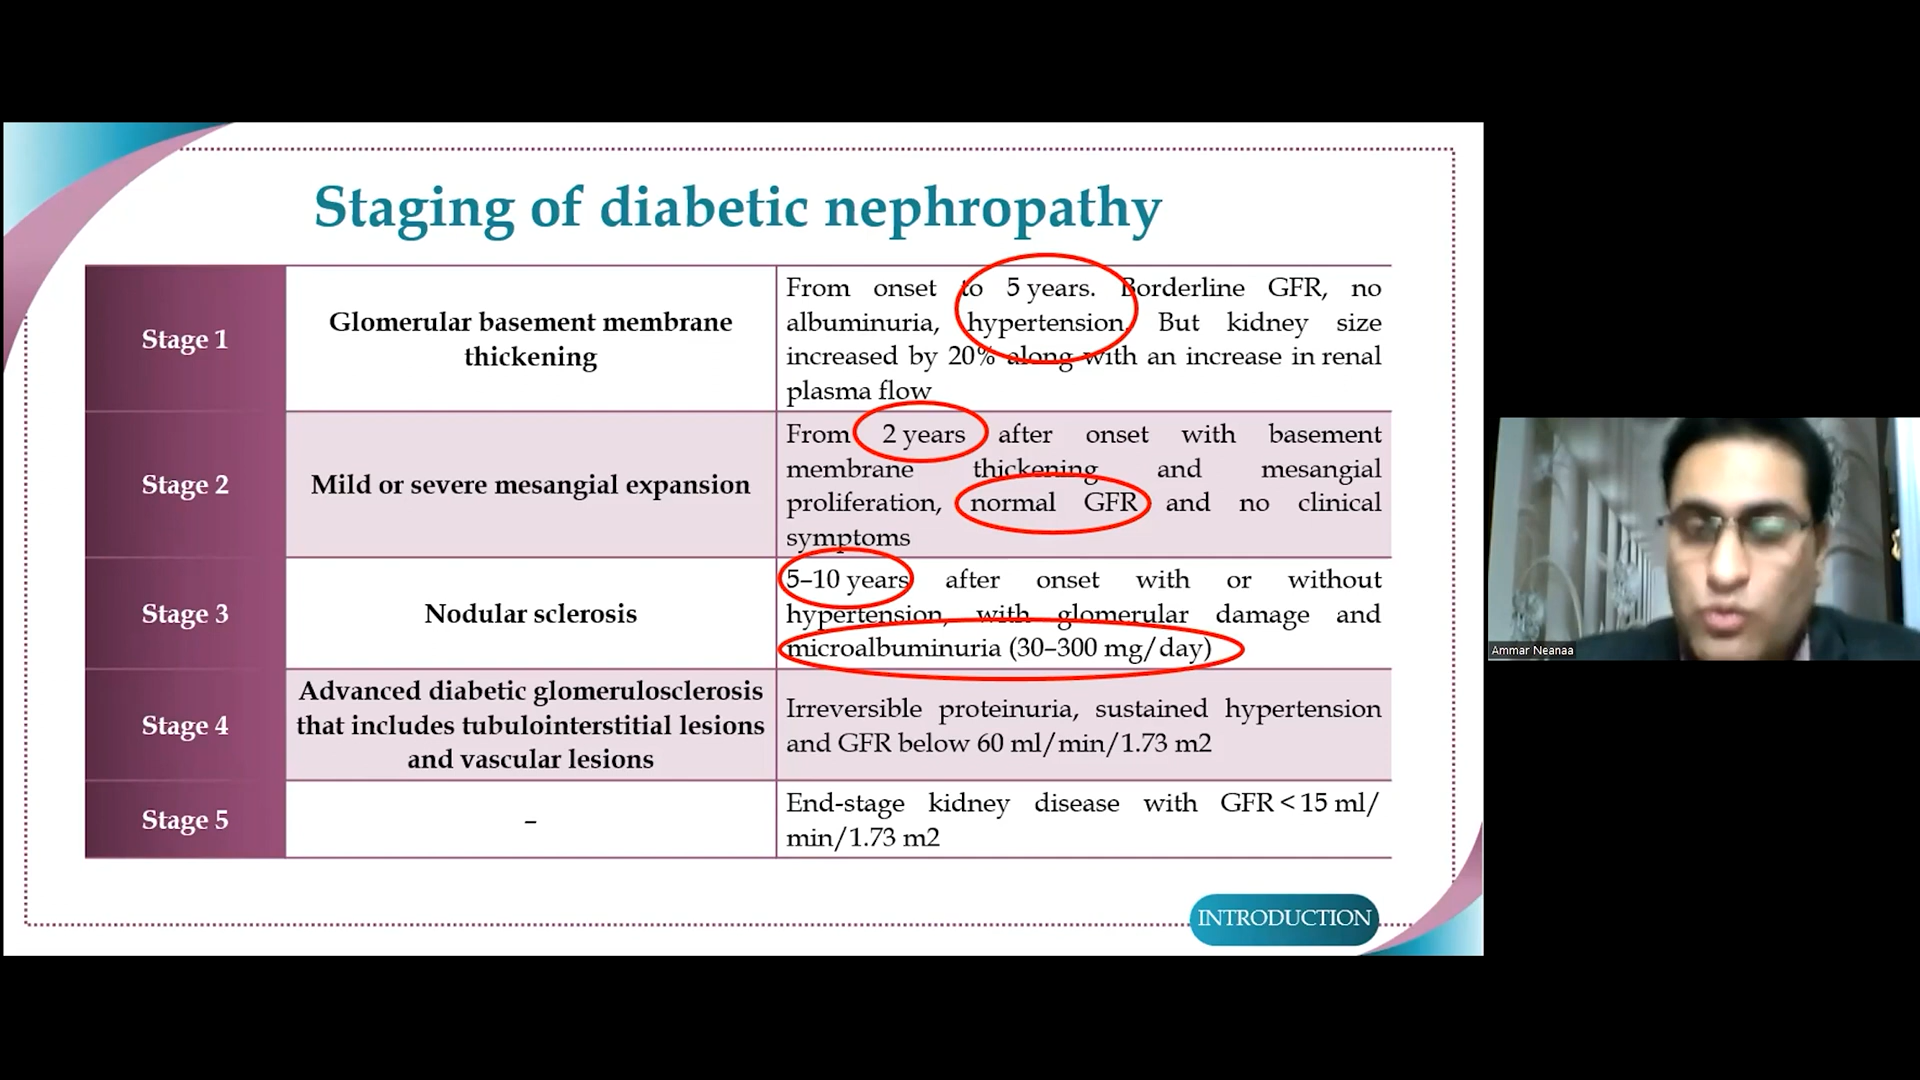 Staging of diabetic nephropathy
Stage 1
Glomerular basement membrane
thickening
From onset to 5 years. Borderline GFR, no
albuminuria, hypertension. But kidney size
increased by 20% along with an increase in renal
plasma flow
Stage 2
Mild or severe mesangial expansion
From 2 years after onset with basement
membrane thickening and mesangial
proliferation, normal GFR and no clinical
symptoms
Stage 3
Nodular sclerosis
5–10 years after onset with or without
hypertension, with glomerular damage and
microalbuminuria (30–300 mg/day)
Stage 4
Advanced diabetic glomerulosclerosis
that includes tubulointerstitial lesions
and vascular lesions
Irreversible proteinuria, sustained hypertension
and GFR below 60 ml/min/1.73 m2
Stage 5
–
End-stage kidney disease with GFR < 15 ml/
min/1.73 m2
INTRODUCTION
Ammar Neanaa